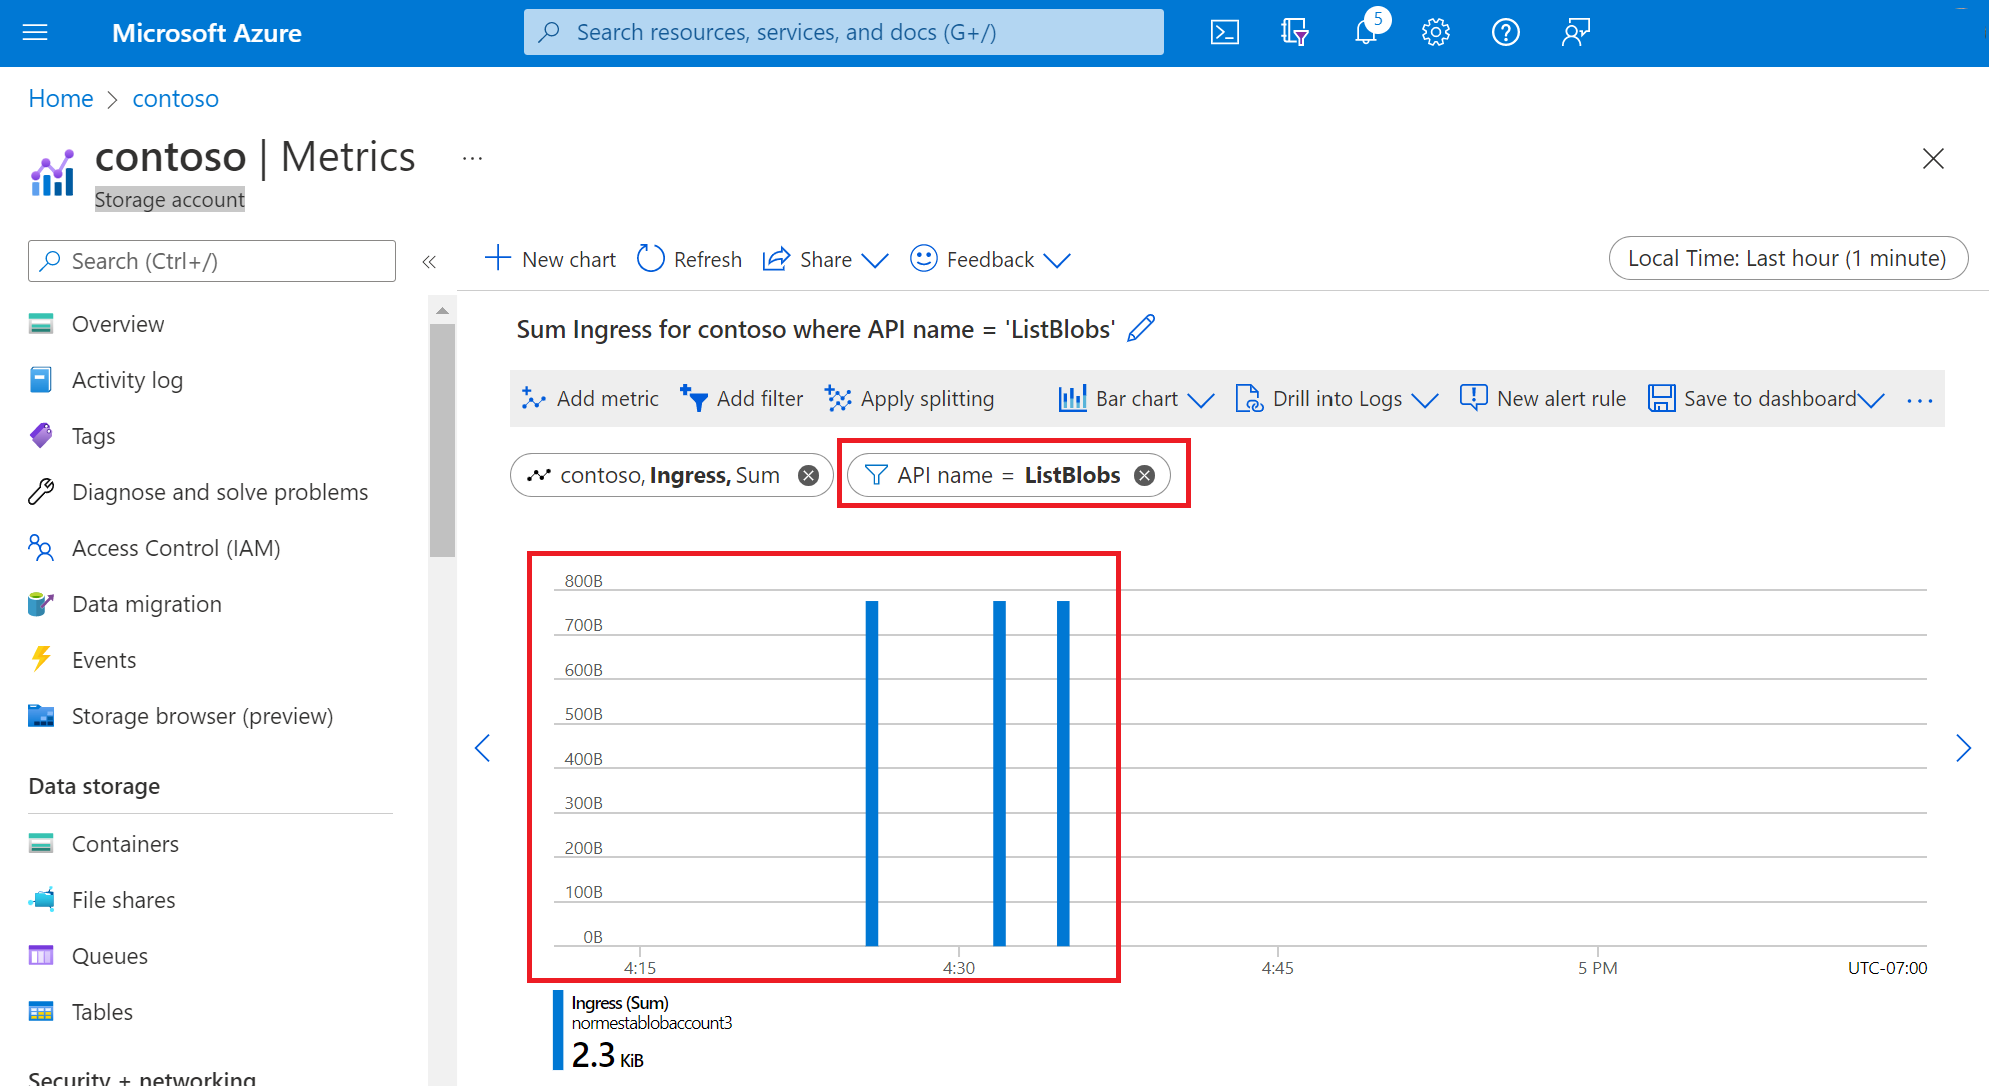 Microsoft Azure
Search resources, services, and docs (G+/)
5
Home > contoso
contoso | Metrics ...
Storage account
Search (Ctrl+/)
«
Overview
Activity log
Tags
Diagnose and solve problems
Access Control (IAM)
Data migration
Events
Storage browser (preview)
Data storage
Containers
File shares
Queues
Tables
Security + networking
New chart Refresh Share Feedback
Local Time: Last hour (1 minute)
Sum Ingress for contoso where API name = 'ListBlobs'
Add metric Add filter Apply splitting Bar chart Drill into Logs New alert rule Save to dashboard ...
contoso, Ingress, Sum API name = ListBlobs
800B
700B
600B
500B
400B
300B
200B
100B
0B
4:15 4:30 4:45 5 PM UTC-07:00
Ingress (Sum)
normestablobaccount3
2.3 KiB